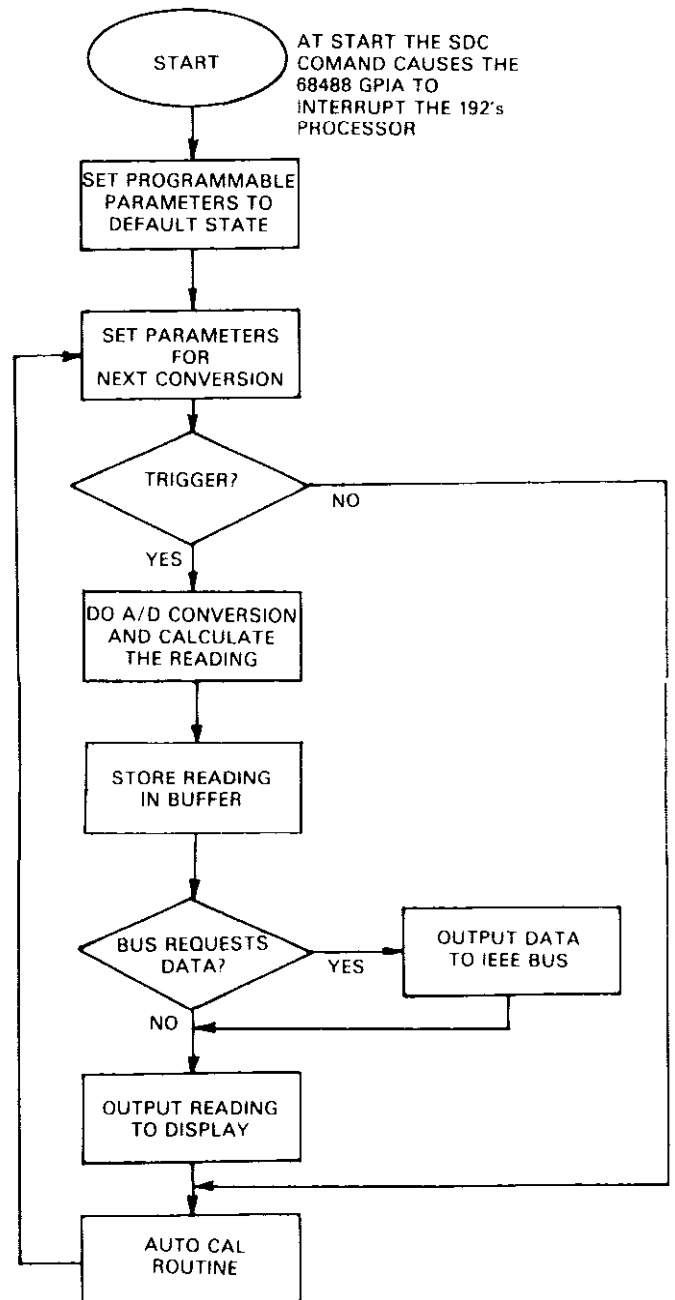 START
AT START THE SDC
COMAND CAUSES THE
68488 GPIA TO
INTERRUPT THE 192's
PROCESSOR
SET PROGRAMMABLE
PARAMETERS TO
DEFAULT STATE
SET PARAMETERS
FOR
NEXT CONVERSION
TRIGGER?
NO
YES
DO A/D CONVERSION
AND CALCULATE
THE READING
STORE READING
IN BUFFER
BUS REQUESTS
DATA?
YES
OUTPUT DATA
TO IEEE BUS
NO
OUTPUT READING
TO DISPLAY
AUTO CAL
ROUTINE